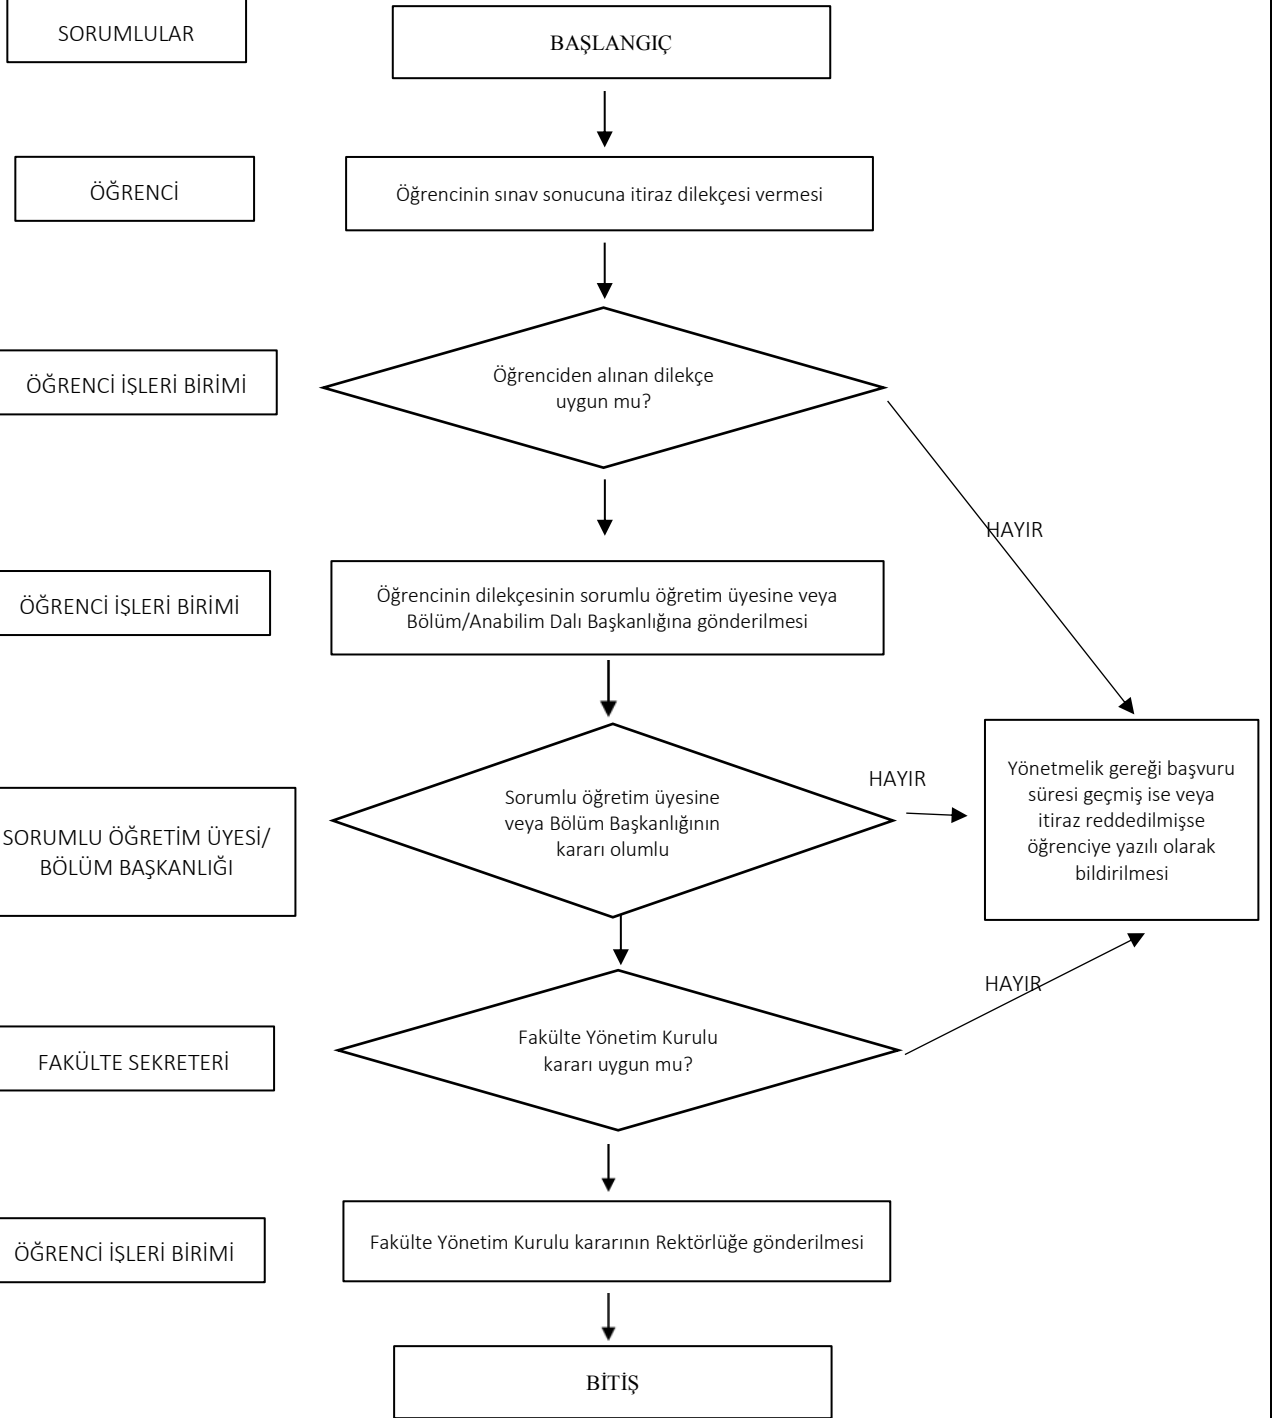 SORUMLULAR
BAŞLANGIÇ
ÖĞRENCİ
Öğrencinin sınav sonucuna itiraz dilekçesi vermesi
ÖĞRENCİ İŞLERİ BİRİMİ
Öğrenciden alınan dilekçe
uygun mu?
HAYIR
ÖĞRENCİ İŞLERİ BİRİMİ
Öğrencinin dilekçesinin sorumlu öğretim üyesine veya
Bölüm/Anabilim Dalı Başkanlığına gönderilmesi
SORUMLU ÖĞRETİM ÜYESİ/
BÖLÜM BAŞKANLIĞI
Sorumlu öğretim üyesine
veya Bölüm Başkanlığının
kararı olumlu
HAYIR
Yönetmelik gereği başvuru
süresi geçmiş ise veya
itiraz reddedilmişse
öğrenciye yazılı olarak
bildirilmesi
FAKÜLTE SEKRETERİ
Fakülte Yönetim Kurulu
kararı uygun mu?
HAYIR
ÖĞRENCİ İŞLERİ BİRİMİ
Fakülte Yönetim Kurulu kararının Rektörlüğe gönderilmesi
BİTİŞ